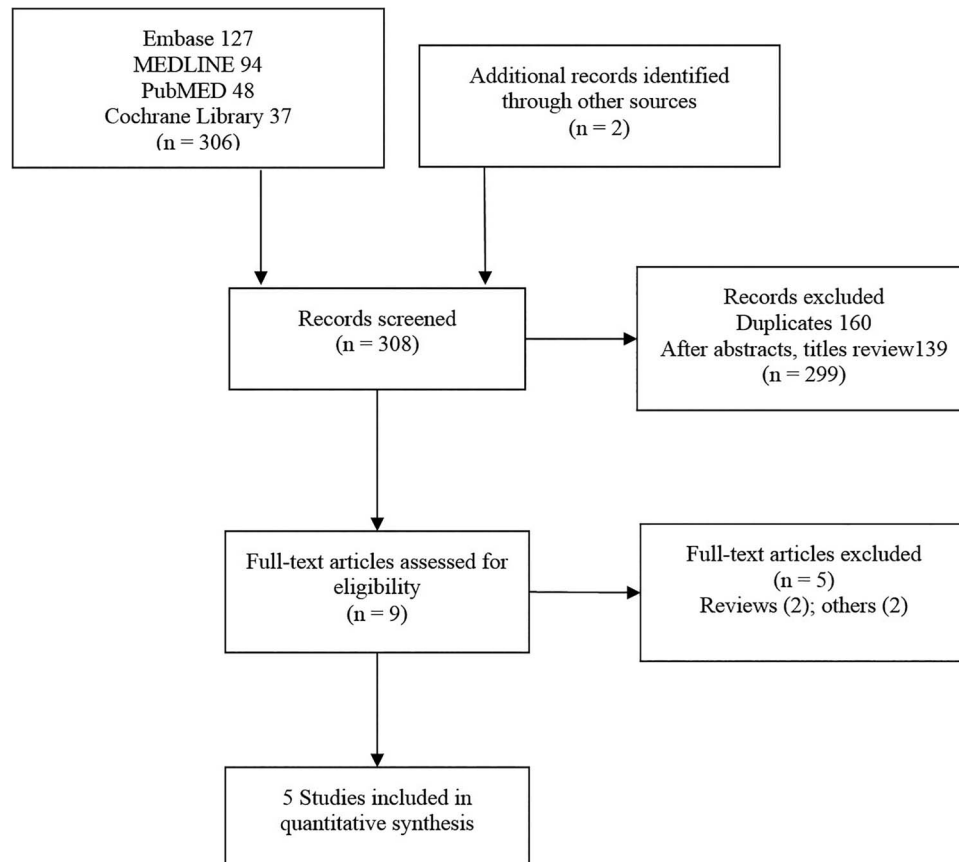 Embase 127
MEDLINE 94
PubMED 48
Cochrane Library 37
(n = 306)
Additional records identified
through other sources
(n = 2)
Records screened
(n = 308)
Records excluded
Duplicates 160
After abstracts, titles review139
(n = 299)
Full-text articles assessed for
eligibility
(n = 9)
Full-text articles excluded
(n = 5)
Reviews (2); others (2)
5 Studies included in
quantitative synthesis